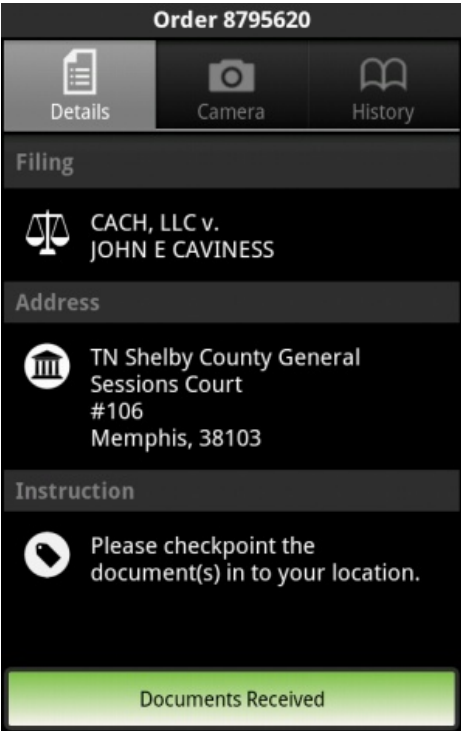 Order 8795620
Details
Camera
History
Filing
CACH, LLC v.
JOHN E CAVINESS
Address
TN Shelby County General
Sessions Court
#106
Memphis, 38103
Instruction
Please checkpoint the
document(s) in to your location.
Documents Received